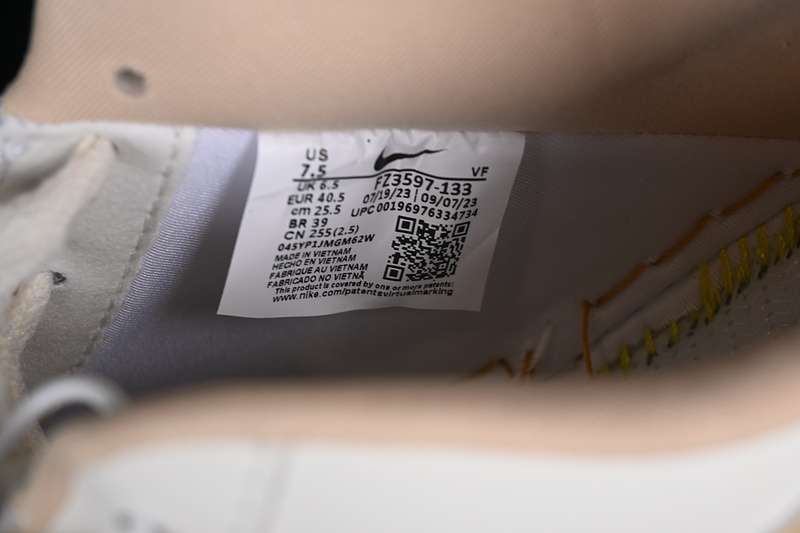 US
7.5
VF
UK 6.5
EUR 40.5
cm 25.5
BR 39
CN 255 (2.5)
FZ3597-133
07/19/23 | 09/07/23
UPC 00196976334734
045YP1JMGM62W
MADE IN VIETNAM
HECHO EN VIETNAM
FABRIQUE AU VIETNAM
FABRICADO NO VIETNÃ
This product is covered by one or more patents:
www.nike.com/patents&virtualmarking